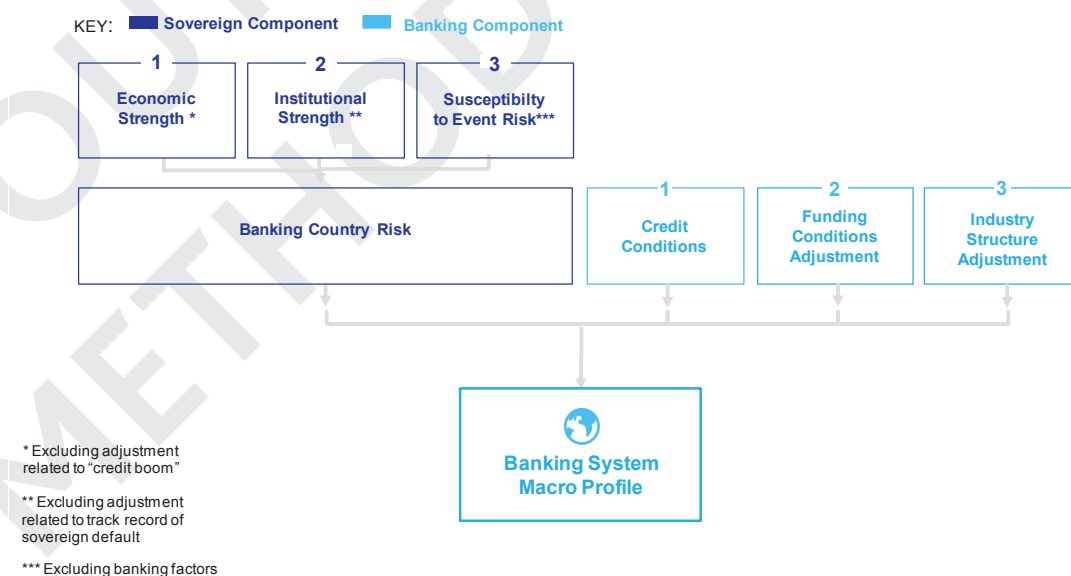 KEY: Sovereign Component Banking Component
1
Economic
Strength *
2
Institutional
Strength **
3
Susceptibilty
to Event Risk***
Banking Country Risk
1
Credit
Conditions
2
Funding
Conditions
Adjustment
3
Industry
Structure
Adjustment
Banking System
Macro Profile
* Excluding adjustment
related to “credit boom”
** Excluding adjustment
related to track record of
sovereign default
*** Excluding banking factors